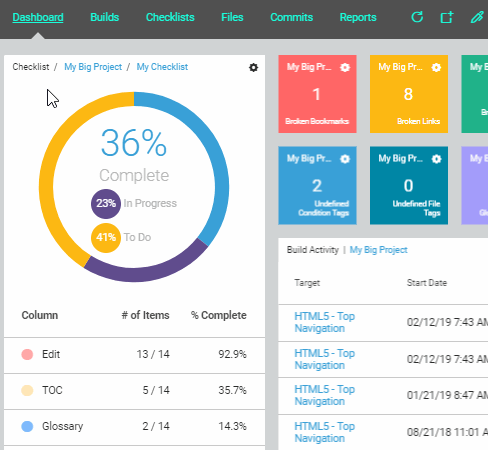 Dashboard Builds Checklists Files Commits Reports
Checklist / My Big Project / My Checklist
36%
Complete
23% In Progress
41% To Do
Column # of Items % Complete
Edit 13 / 14 92.9%
TOC 5 / 14 35.7%
Glossary 2 / 14 14.3%
My Big Pr...
1
Broken Bookmarks
My Big Pr...
8
Broken Links
My B
My Big Pr...
2
Undefined
Condition Tags
My Big Pr...
0
Undefined File
Tags
My B
Build Activity | My Big Project
Target Start Date
HTML5 - Top
Navigation
02/12/19 7:43 AM
HTML5 - Top
Navigation
02/12/19 7:43 AM
HTML5 - Top
Navigation
01/21/19 8:47 AM
HTML5 - Top
Navigation
08/21/18 11:01 A